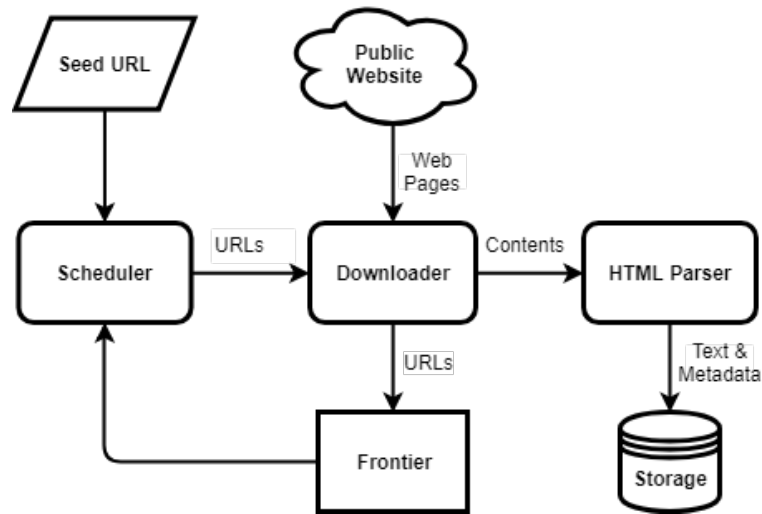 Seed URL
Public
Website
Web
Pages
Scheduler
URLs
Downloader
Contents
HTML Parser
URLs
Text &
Metadata
Frontier
Storage